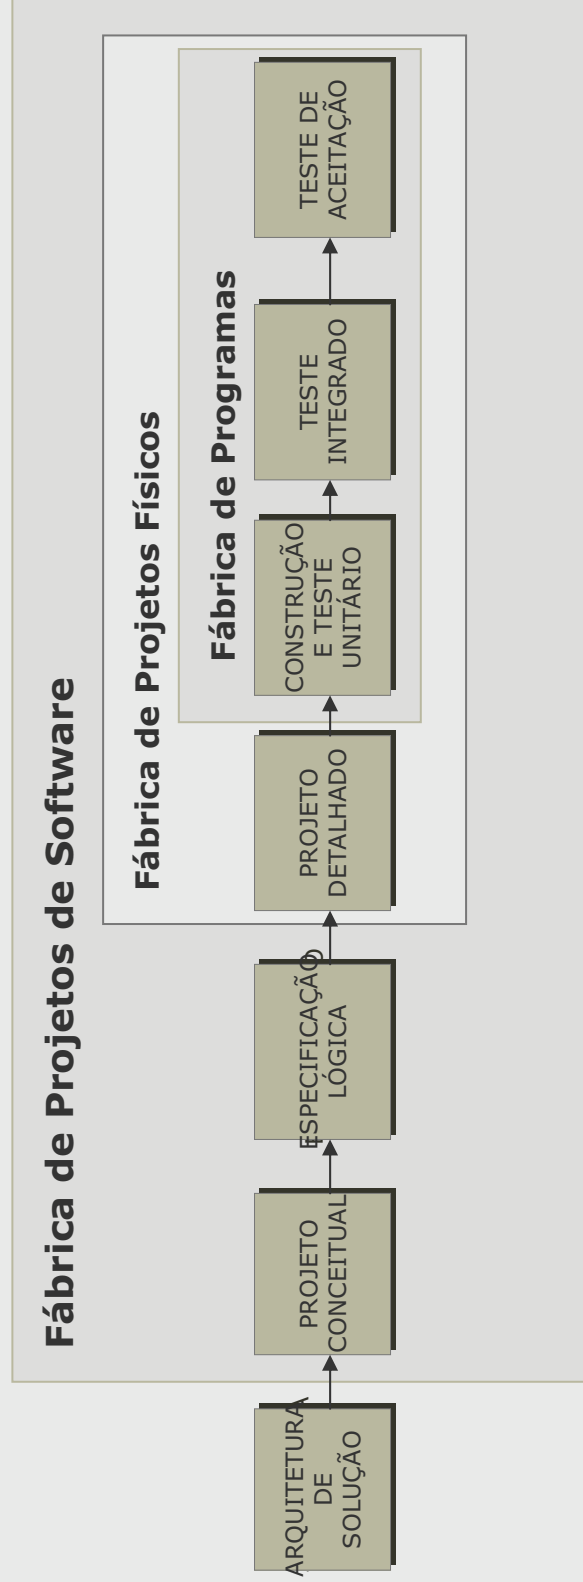 Fábrica de Projetos de Software
Fábrica de Projetos Físicos
Fábrica de Programas
ARQUITETURA
DE
SOLUÇÃO
PROJETO
CONCEITUAL
ESPECIFICAÇÃO
LÓGICA
PROJETO
DETALHADO
CONSTRUÇÃO
E TESTE
UNITÁRIO
TESTE
INTEGRADO
TESTE DE
ACEITAÇÃO